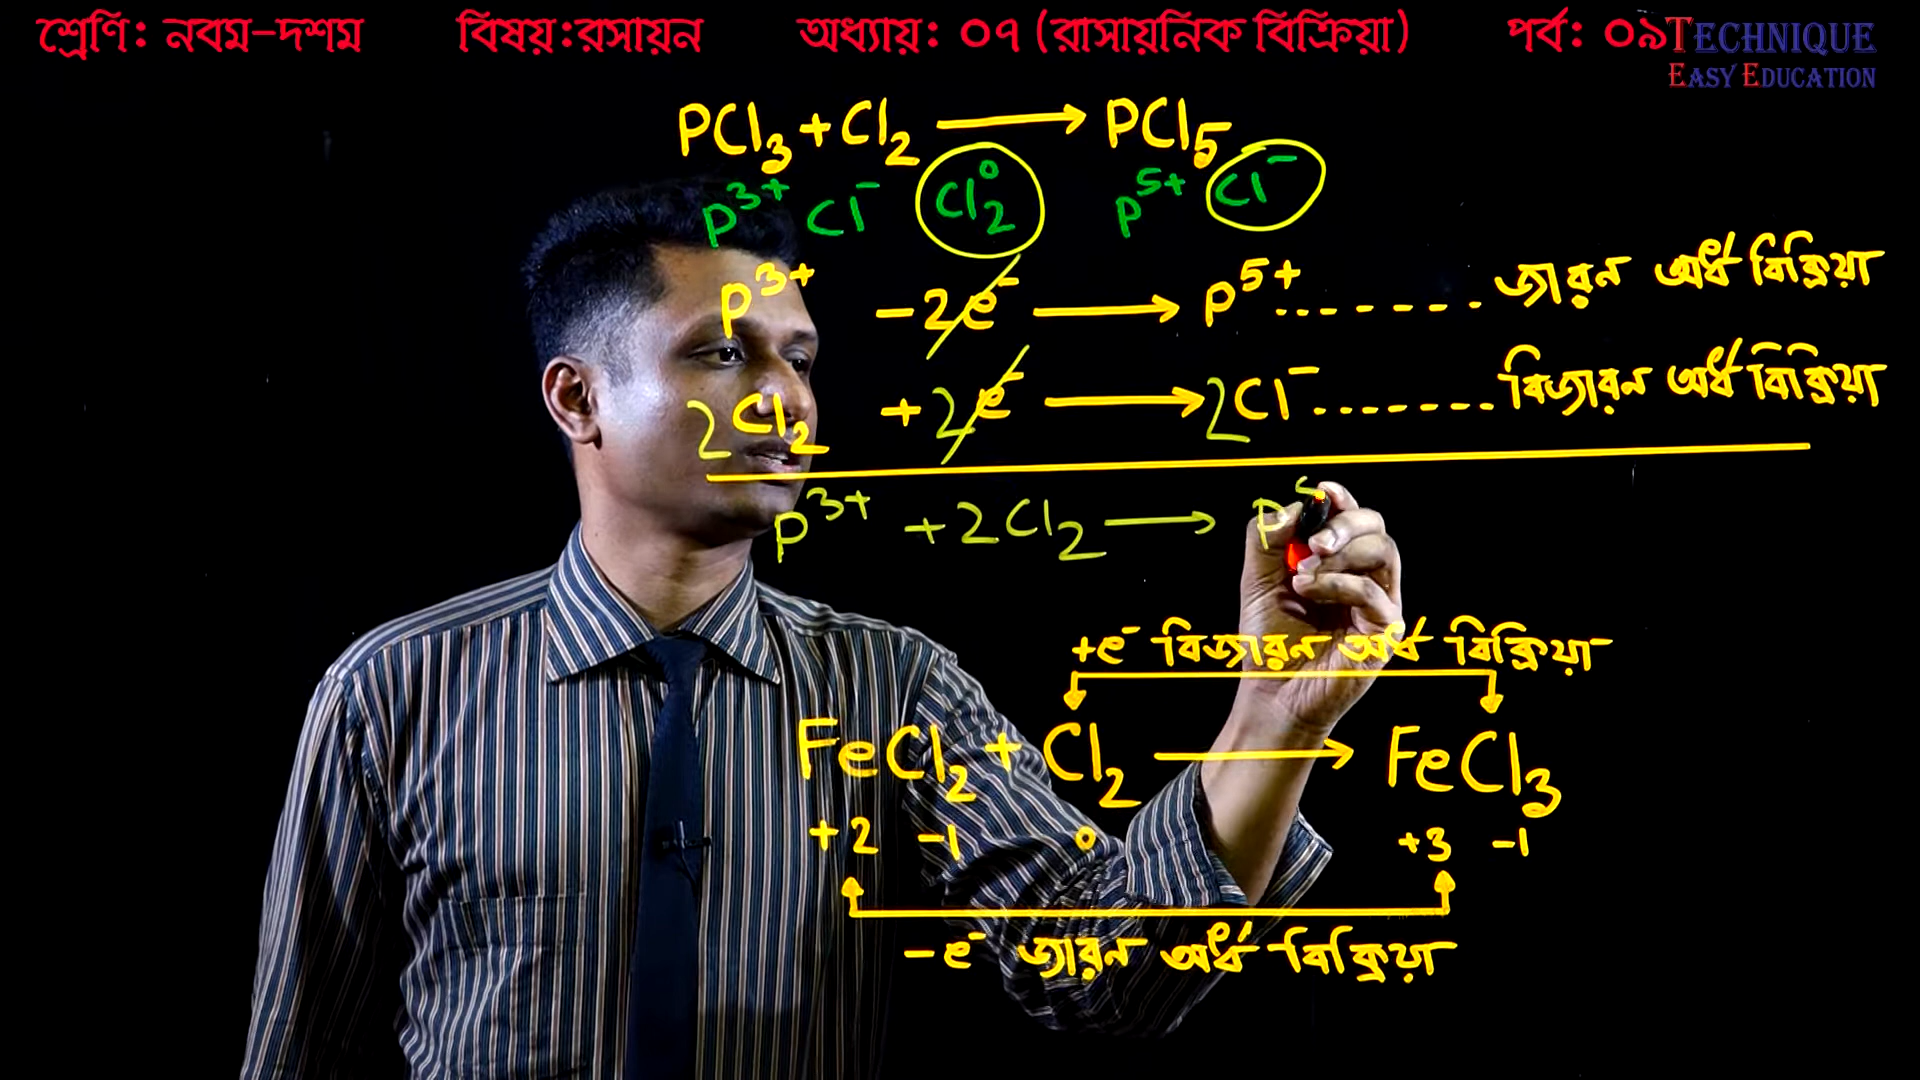 শ্রেণি: নবম-দশম বিষয়:রসায়ন অধ্যায়: ০৭ (রাসায়নিক বিক্রিয়া) পর্ব: ০৯
TECHNIQUE
EASY EDUCATION
PCl₃ + Cl₂ ⟶ PCl₅
P³⁺ Cl⁻ Cl₂⁰ P⁵⁺ Cl⁻
P³⁺ - 2e⁻ ⟶ P⁵⁺ ....... জারন অর্ধ বিক্রিয়া
2Cl₂ + 2e⁻ ⟶ 2Cl⁻ ....... বিজারন অর্ধ বিক্রিয়া
P³⁺ + 2Cl₂ ⟶ P
+e⁻ বিজারন অর্ধ বিক্রিয়া
FeCl₂ + Cl₂ ⟶ FeCl₃
+2 -1 0 +3 -1
-e⁻ জারন অর্ধ বিক্রিয়া